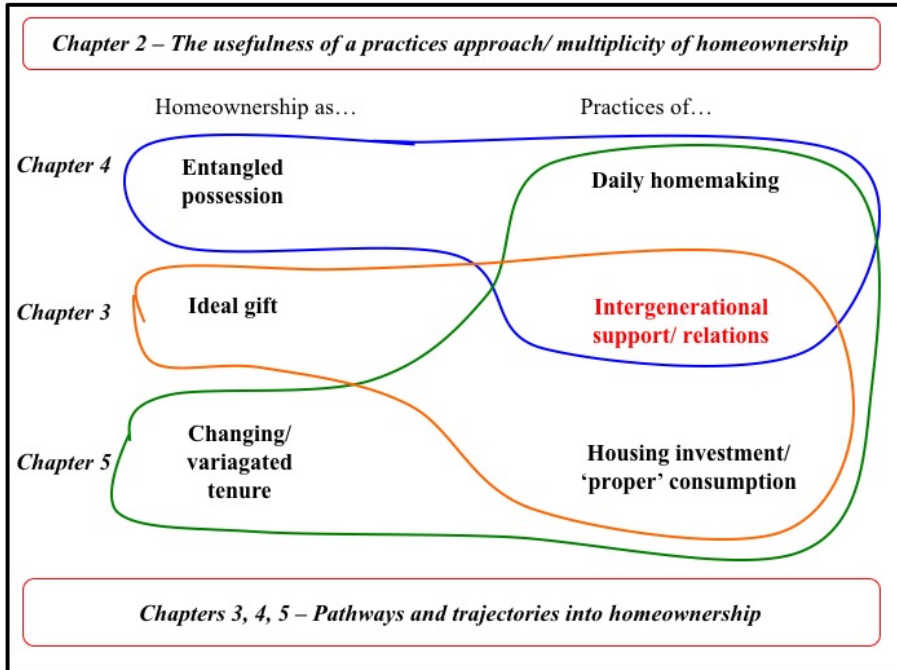 Chapter 2 – The usefulness of a practices approach/ multiplicity of homeownership
Homeownership as…
Practices of…
Chapter 4
Entangled
possession
Daily homemaking
Chapter 3
Ideal gift
Intergenerational
support/ relations
Chapter 5
Changing/
variagated
tenure
Housing investment/
‘proper’ consumption
Chapters 3, 4, 5 – Pathways and trajectories into homeownership